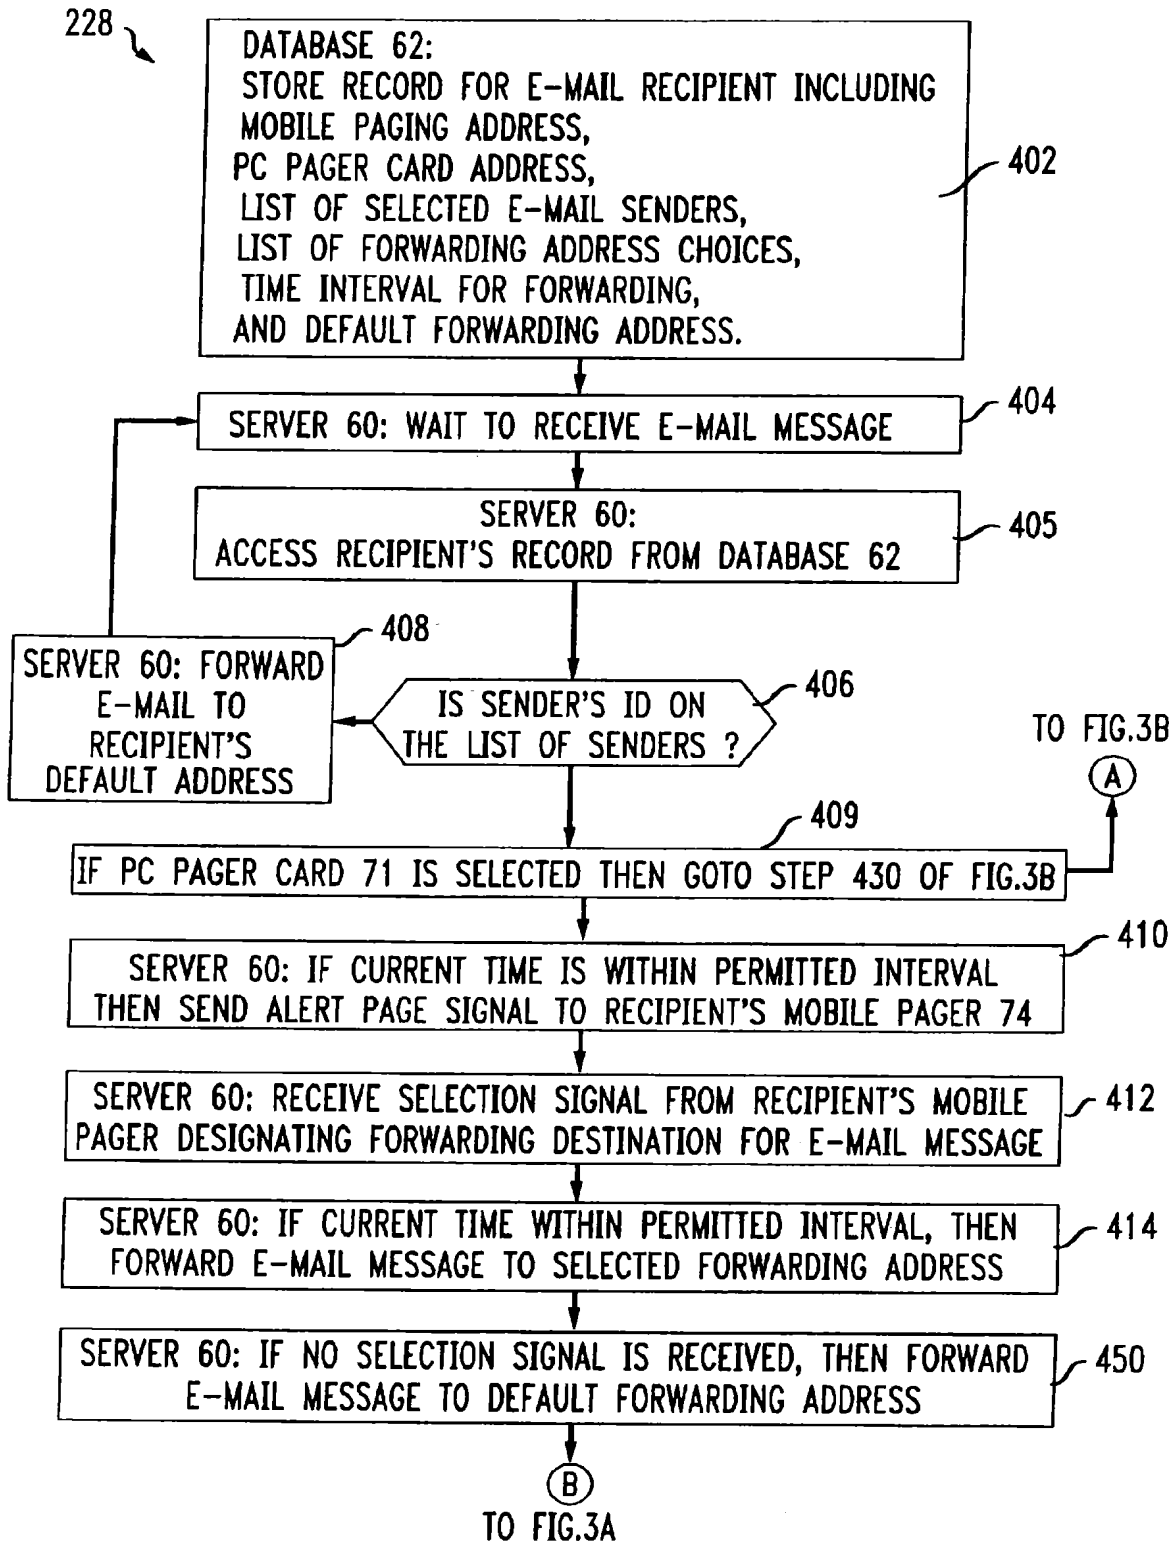 228
DATABASE 62:
STORE RECORD FOR E-MAIL RECIPIENT INCLUDING
MOBILE PAGING ADDRESS,
PC PAGER CARD ADDRESS,
LIST OF SELECTED E-MAIL SENDERS,
LIST OF FORWARDING ADDRESS CHOICES,
TIME INTERVAL FOR FORWARDING,
AND DEFAULT FORWARDING ADDRESS.
402
SERVER 60: WAIT TO RECEIVE E-MAIL MESSAGE
404
SERVER 60:
ACCESS RECIPIENT'S RECORD FROM DATABASE 62
405
408
SERVER 60: FORWARD
E-MAIL TO
RECIPIENT'S
DEFAULT ADDRESS
IS SENDER'S ID ON
THE LIST OF SENDERS ?
406
TO FIG.3B
A
409
IF PC PAGER CARD 71 IS SELECTED THEN GOTO STEP 430 OF FIG.3B
410
SERVER 60: IF CURRENT TIME IS WITHIN PERMITTED INTERVAL
THEN SEND ALERT PAGE SIGNAL TO RECIPIENT'S MOBILE PAGER 74
SERVER 60: RECEIVE SELECTION SIGNAL FROM RECIPIENT'S MOBILE
PAGER DESIGNATING FORWARDING DESTINATION FOR E-MAIL MESSAGE
412
SERVER 60: IF CURRENT TIME WITHIN PERMITTED INTERVAL, THEN
FORWARD E-MAIL MESSAGE TO SELECTED FORWARDING ADDRESS
414
SERVER 60: IF NO SELECTION SIGNAL IS RECEIVED, THEN FORWARD
E-MAIL MESSAGE TO DEFAULT FORWARDING ADDRESS
450
B
TO FIG.3A